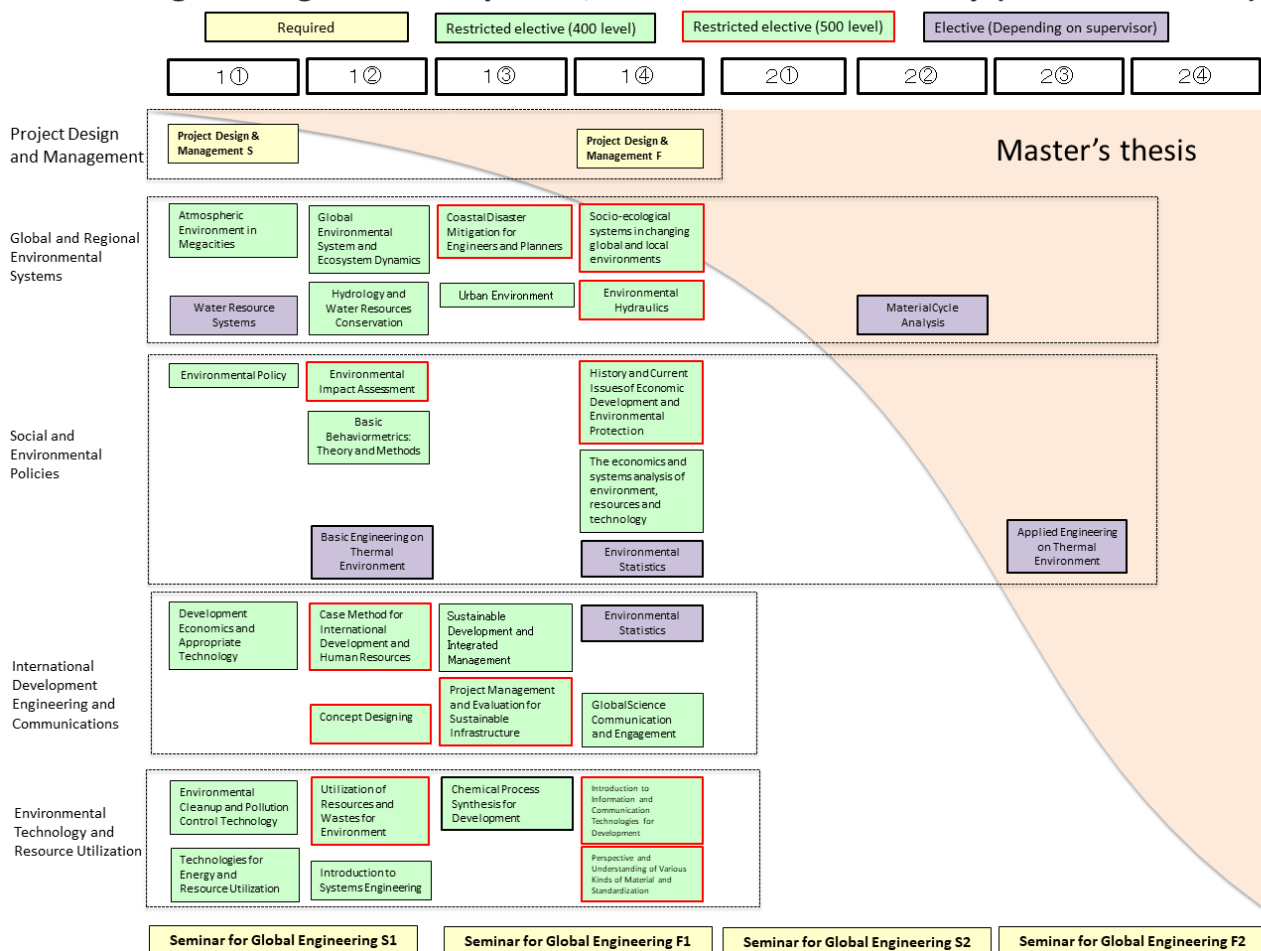 Required
Restricted elective (400 level)
Restricted elective (500 level)
Elective (Depending on supervisor)
1①
1②
1③
1④
2①
2②
2③
2④
Project Design
and Management
Project Design &
Management S
Project Design &
Management F
Master's thesis
Global and Regional
Environmental
Systems
Atmospheric
Environment in
Megacities
Global
Environmental
System and
Ecosystem Dynamics
Coastal Disaster
Mitigation for
Engineers and Planners
Socio-ecological
systems in changing
global and local
environments
Water Resource
Systems
Hydrology and
Water Resources
Conservation
Urban Environment
Environmental
Hydraulics
Material Cycle
Analysis
Social and
Environmental
Policies
Environmental Policy
Environmental
Impact Assessment
History and Current
Issues of Economic
Development and
Environmental
Protection
Basic
Behaviormetrics:
Theory and Methods
The economics and
systems analysis of
environment,
resources and
technology
Basic Engineering on
Thermal
Environment
Environmental
Statistics
Applied Engineering
on Thermal
Environment
International
Development
Engineering and
Communications
Development
Economics and
Appropriate
Technology
Case Method for
International
Development and
Human Resources
Sustainable
Development and
Integrated
Management
Environmental
Statistics
Concept Designing
Project Management
and Evaluation for
Sustainable
Infrastructure
Global Science
Communication
and Engagement
Environmental
Technology and
Resource Utilization
Environmental
Cleanup and Pollution
Control Technology
Utilization of
Resources and
Wastes for
Environment
Chemical Process
Synthesis for
Development
Introduction to
Information and
Communication
Technologies for
Development
Technologies for
Energy and
Resource Utilization
Introduction to
Systems Engineering
Perspective and
Understanding of Various
Kinds of Material and
Standardization
Seminar for Global Engineering S1
Seminar for Global Engineering F1
Seminar for Global Engineering S2
Seminar for Global Engineering F2